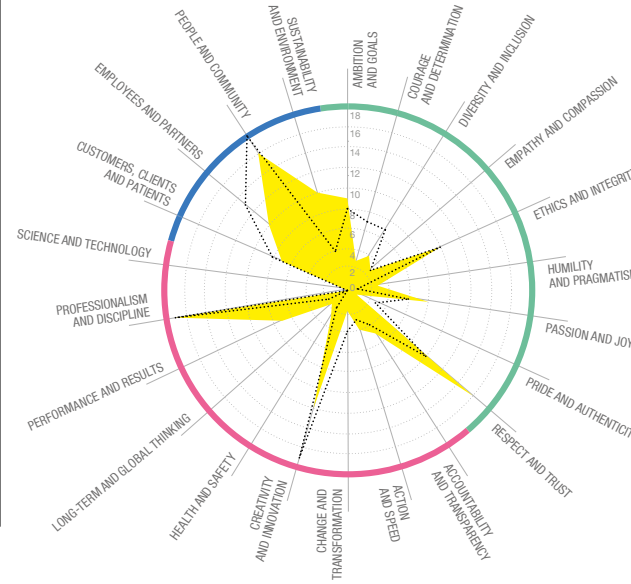 AMBITION
AND GOALS
COURAGE
AND DETERMINATION
DIVERSITY AND INCLUSION
EMPATHY AND COMPASSION
ETHICS AND INTEGRIT
HUMILITY
AND PRAGMATISM
PASSION AND JOY
PRIDE AND AUTHENTICIT
RESPECT AND TRUST
ACCOUNTABILITY
AND TRANSPARENCY
ACTION
AND SPEED
CHANGE AND
TRANSFORMATION
CREATIVITY
AND INNOVATION
HEALTH AND SAFETY
LONG-TERM AND GLOBAL THINKING
PERFORMANCE AND RESULTS
PROFESSIONALISM
AND DISCIPLINE
SCIENCE AND TECHNOLOGY
CUSTOMERS, CLIENTS
AND PATIENTS
EMPLOYEES AND PARTNERS
PEOPLE AND COMMUNITY
SUSTAINABILITY
AND ENVIRONMENT
18
16
14
12
10
8
6
4
2
0